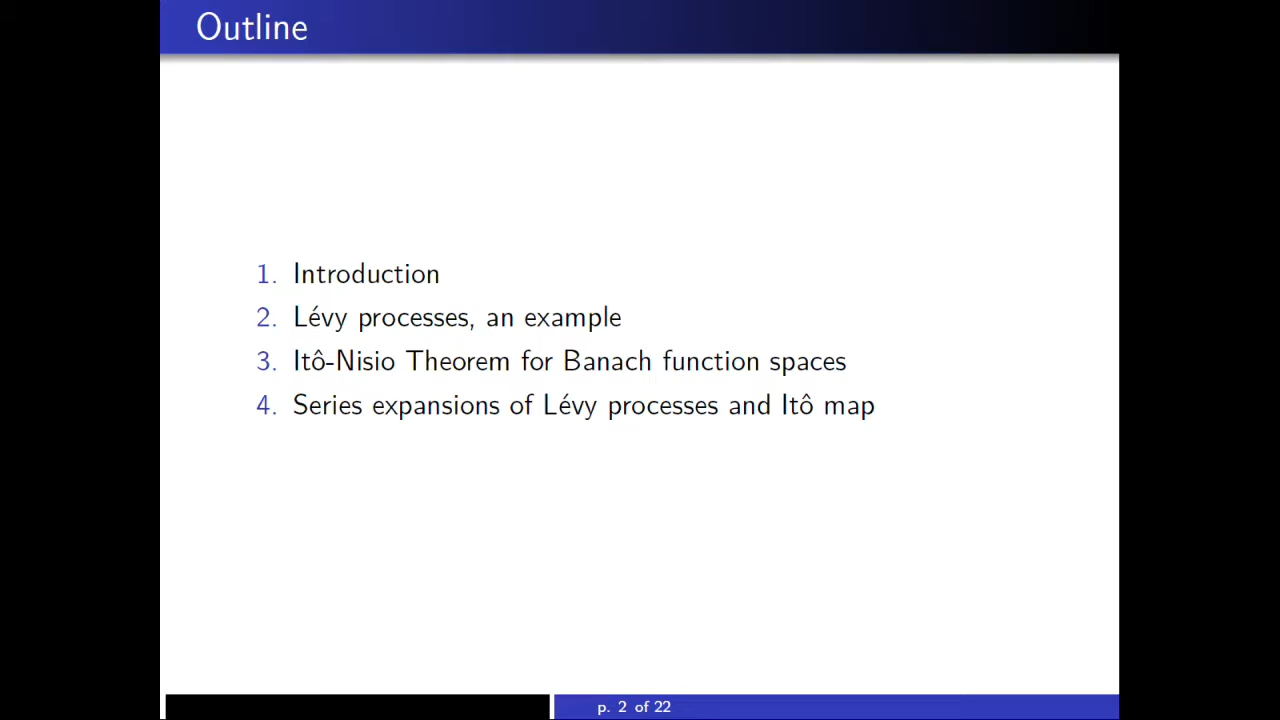 Outline
1. Introduction
2. Lévy processes, an example
3. Itô-Nisio Theorem for Banach function spaces
4. Series expansions of Lévy processes and Itô map
p. 2 of 22